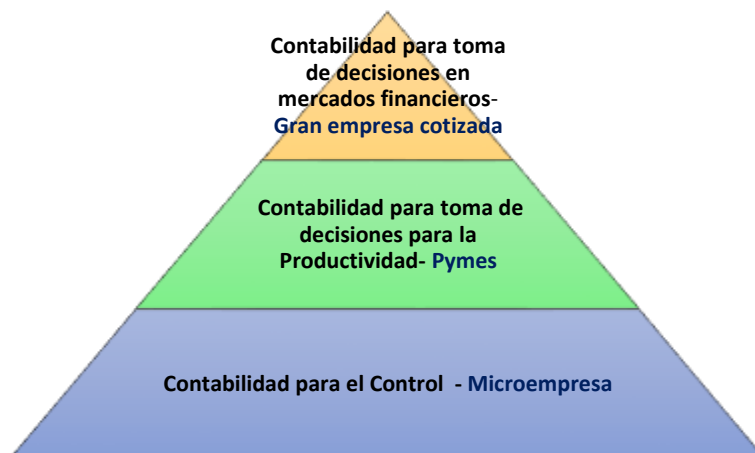 Contabilidad para toma
de decisiones en
mercados financieros-
Gran empresa cotizada
Contabilidad para toma de
decisiones para la
Productividad- Pymes
Contabilidad para el Control - Microempresa